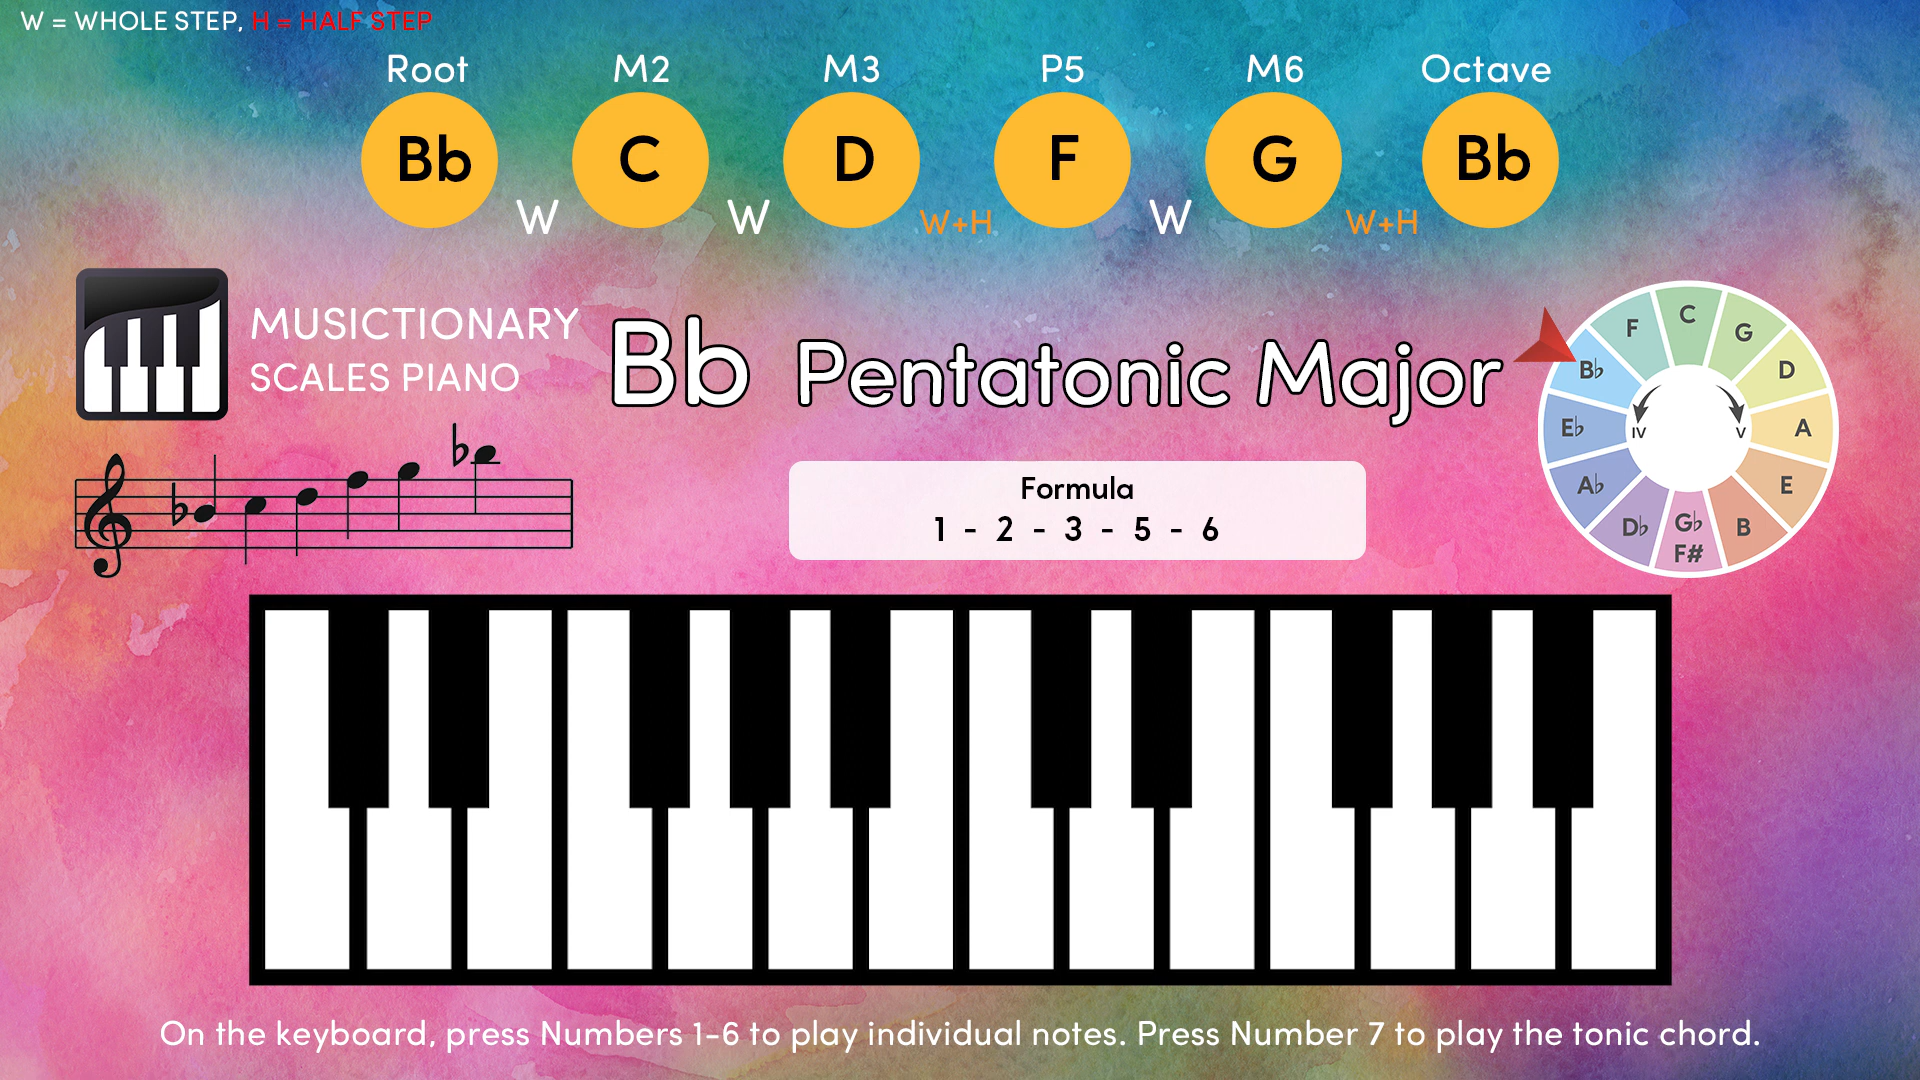 W = WHOLE STEP, H = HALF STEP
Root M2 M3 P5 M6 Octave
Bb C D F G Bb
W W W+H W W+H
MUSICTIONARY
SCALES PIANO
Bb Pentatonic Major
Formula
1 - 2 - 3 - 5 - 6
C
F G
B♭ D
E♭ IV V A
A♭ E
D♭ G♭ B
F#
On the keyboard, press Numbers 1-6 to play individual notes. Press Number 7 to play the tonic chord.